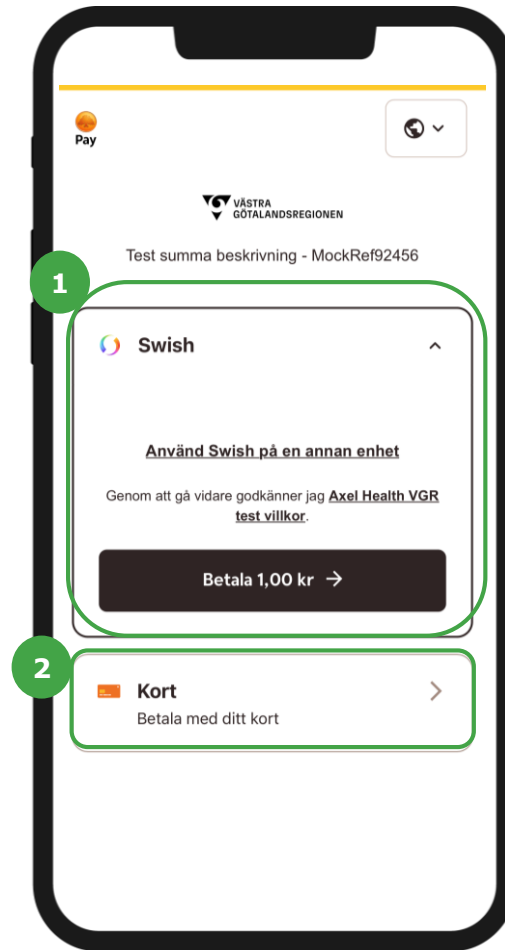 Pay
VÄSTRA
GÖTALANDSREGIONEN
Test summa beskrivning - MockRef92456
1
Swish
Använd Swish på en annan enhet
Genom att gå vidare godkänner jag Axel Health VGR
test villkor.
Betala 1,00 kr →
2
Kort
Betala med ditt kort